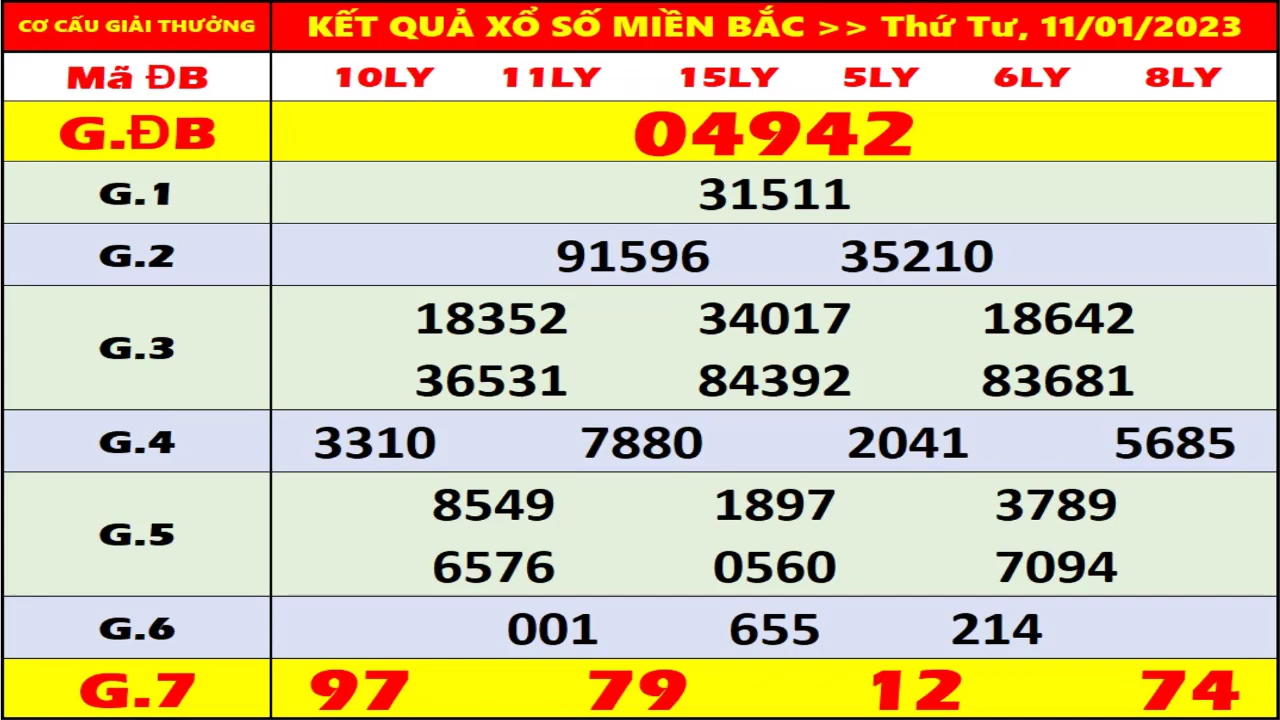 CƠ CẤU GIẢI THƯỞNG KẾT QUẢ XỔ SỐ MIỀN BẮC >> Thứ Tư, 11/01/2023
Mã ĐB 10LY 11LY 15LY 5LY 6LY 8LY
G.ĐB 04942
G.1 31511
G.2 91596 35210
G.3
18352 34017 18642
36531 84392 83681
G.4 3310 7880 2041 5685
G.5
8549 1897 3789
6576 0560 7094
G.6 001 655 214
G.7 97 79 12 74